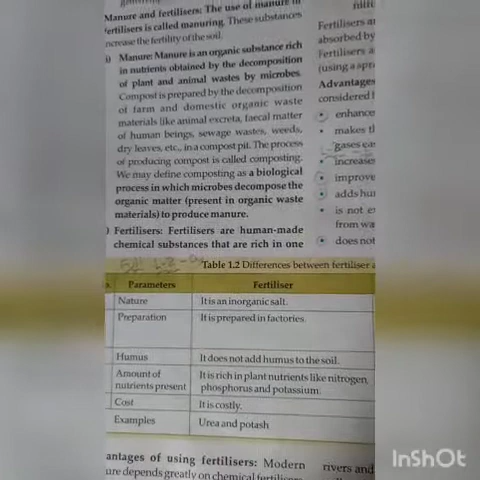 Manure and fertilisers: The use of manure
fertilisers is called manuring. These substances
increase the fertility of the soil.
Manure: Manure is an organic substance rich
in nutrients obtained by the decomposition
of plant and animal wastes by microbes.
Compost is prepared by the decomposition
of farm and domestic organic waste
materials like animal excreta, faecal matter
of human beings, sewage wastes, weeds,
dry leaves, etc., in a compost pit. The process
of producing compost is called composting.
We may define composting as a biological
process in which microbes decompose the
organic matter (present in organic waste
materials) to produce manure.
) Fertilisers: Fertilisers are human-made
chemical substances that are rich in one
Fertilisers
absorbed by
Fertilisers
(using a
Advantages
considered
• enhance
• makes
gases
• increases
• improve
• adds
• is not
from
• does not
Table 1.2 Differences between fertiliser
Parameters Fertiliser
Nature It is an inorganic salt.
Preparation It is prepared in factories.
Humus It does not add humus to the soil.
Amount of It is rich in plant nutrients like nitrogen,
nutrients present phosphorus and potassium.
Cost It is costly.
Examples Urea and potash
antages of using fertilisers: Modern
ure depends greatly on chemical
rivers and
InShOt